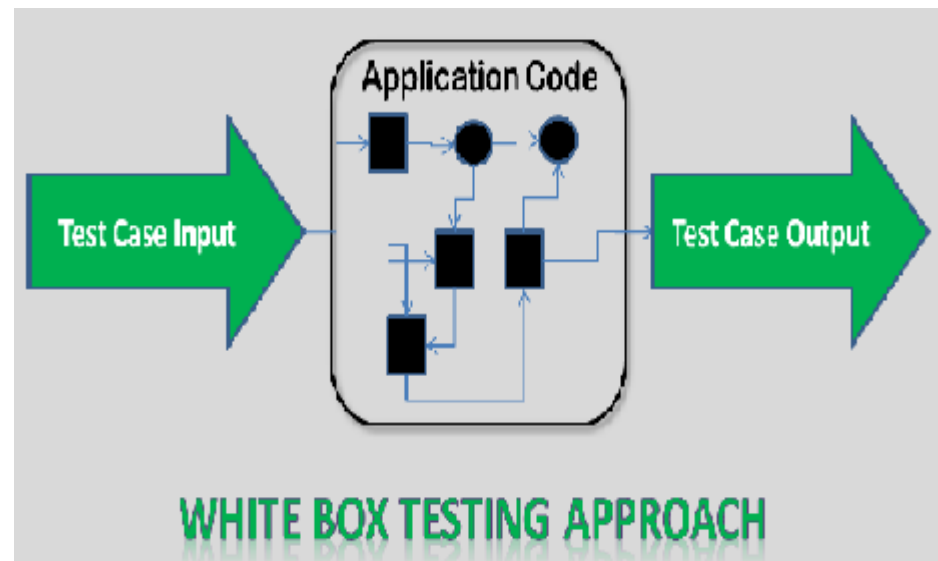 Application Code
Test Case Input
Test Case Output
WHITE BOX TESTING APPROACH